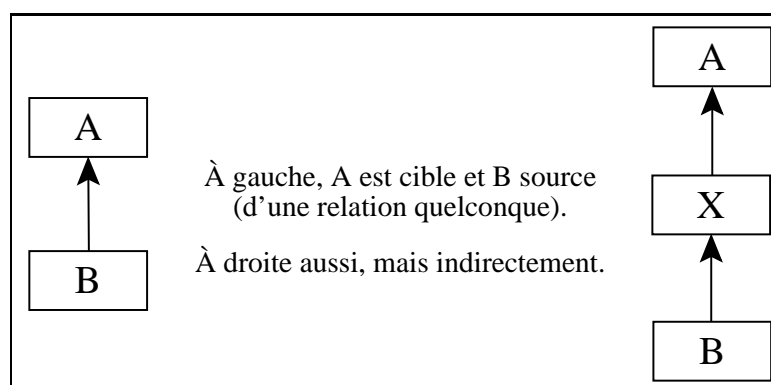 A
B
À gauche, A est cible et B source
(d'une relation quelconque).
À droite aussi, mais indirectement.
A
X
B